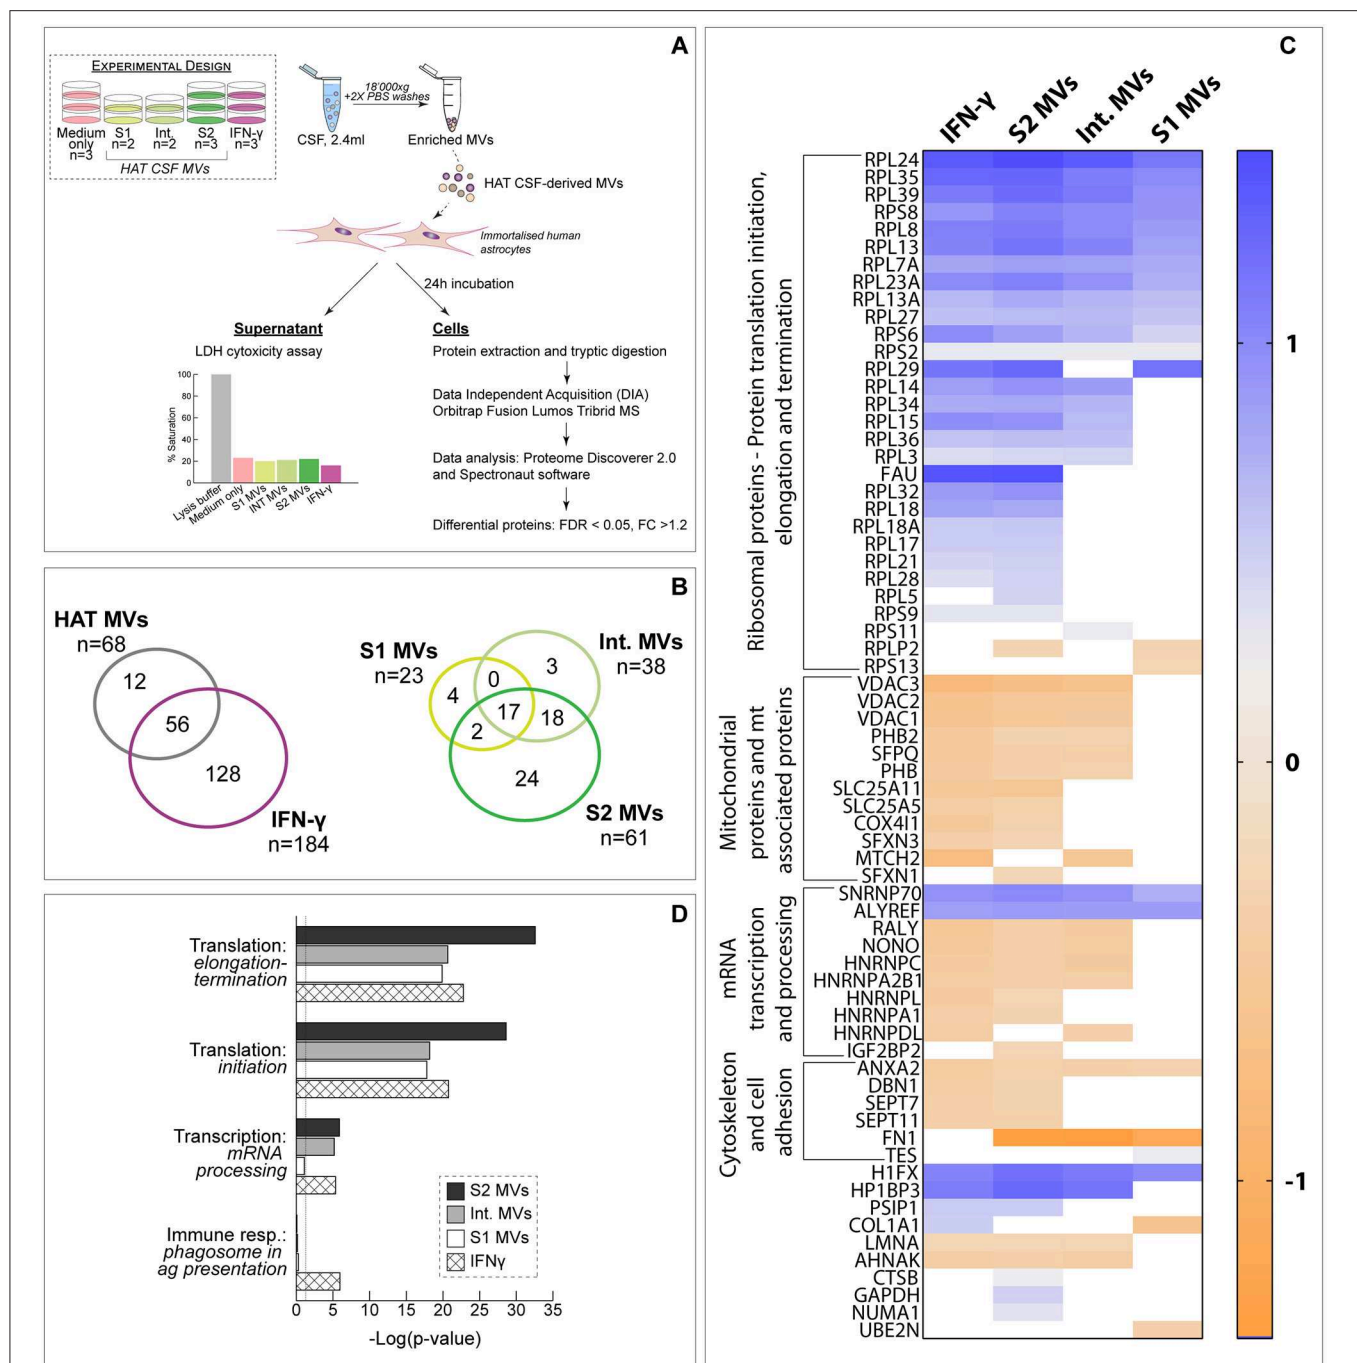 A
EXPERIMENTAL DESIGN
Medium only n=3
S1 n=2
Int. n=2
S2 n=3
IFN-γ n=3
HAT CSF MVs
18'000xg
+2X PBS washes
CSF, 2.4ml
Enriched MVs
HAT CSF-derived MVs
Immortalised human
astrocytes
24h incubation
Supernatant
LDH cytoxicity assay
% Saturation
100
80
60
40
20
0
Lysis buffer
Medium only
S1 MVs
INT MVs
S2 MVs
IFN-γ
Cells
Protein extraction and tryptic digestion
Data Independent Acquisition (DIA)
Orbitrap Fusion Lumos Tribrid MS
Data analysis: Proteome Discoverer 2.0
and Spectronaut software
Differential proteins: FDR < 0.05, FC >1.2
B
HAT MVs
n=68
12
56
128
IFN-γ
n=184
S1 MVs
n=23
Int. MVs
n=38
4
0
3
17
2
18
24
S2 MVs
n=61
C
IFN-γ
S2 MVs
Int. MVs
S1 MVs
Ribosomal proteins - Protein translation initiation,
elongation and termination
RPL24
RPL35
RPL39
RPS8
RPL8
RPL13
RPL7A
RPL23A
RPL13A
RPL27
RPS6
RPS2
RPL29
RPL14
RPL34
RPL15
RPL36
RPL3
FAU
RPL32
RPL18
RPL18A
RPL17
RPL21
RPL28
RPL5
RPS9
RPS11
RPLP2
RPS13
Mitochondrial
proteins and mt
associated proteins
VDAC3
VDAC2
VDAC1
PHB2
SFPQ
PHB
SLC25A11
SLC25A5
COX4I1
SFXN3
MTCH2
SFXN1
mRNA
transcription
and processing
SNRNP70
ALYREF
RALY
NONO
HNRNPC
HNRNPA2B1
HNRNPL
HNRNPA1
HNRNPDL
IGF2BP2
Cytoskeleton
and cell
adhesion
ANXA2
DBN1
SEPT7
SEPT11
FN1
TES
H1FX
HP1BP3
PSIP1
COL1A1
LMNA
AHNAK
CTSB
GAPDH
NUMA1
UBE2N
1
0
-1
D
Translation:
elongation-
termination
Translation:
initiation
Transcription:
mRNA
processing
Immune resp.:
phagosome in
ag presentation
S2 MVs
Int. MVs
S1 MVs
IFNγ
0 5 10 15 20 25 30 35
-Log(p-value)